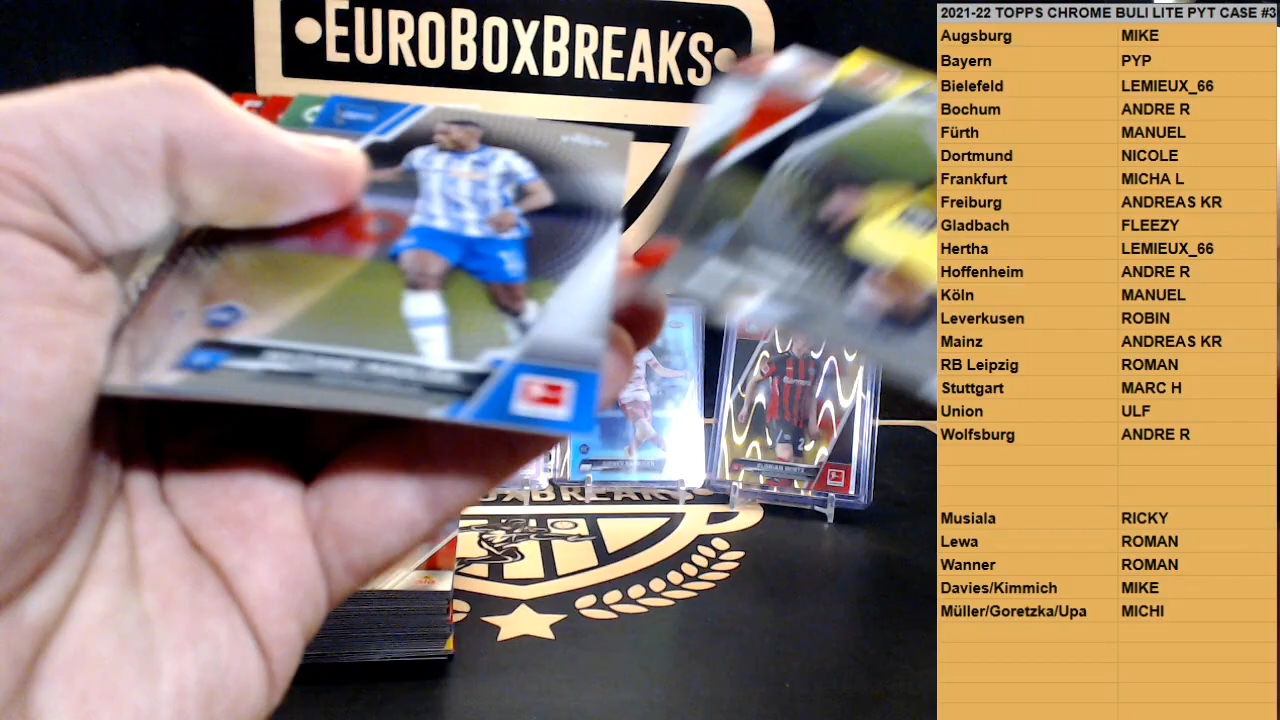 EUROBOXBREAKS
2021-22 TOPPS CHROME BULI LITE PYT CASE #3
Augsburg MIKE
Bayern PYP
Bielefeld LEMIEUX_66
Bochum ANDRE R
Fürth MANUEL
Dortmund NICOLE
Frankfurt MICHA L
Freiburg ANDREAS KR
Gladbach FLEEZY
Hertha LEMIEUX_66
Hoffenheim ANDRE R
Köln MANUEL
Leverkusen ROBIN
Mainz ANDREAS KR
RB Leipzig ROMAN
Stuttgart MARC H
Union ULF
Wolfsburg ANDRE R
Musiala RICKY
Lewa ROMAN
Wanner ROMAN
Davies/Kimmich MIKE
Müller/Goretzka/Upa MICHI
FLORIAN WIRTZ
OXBREAKS